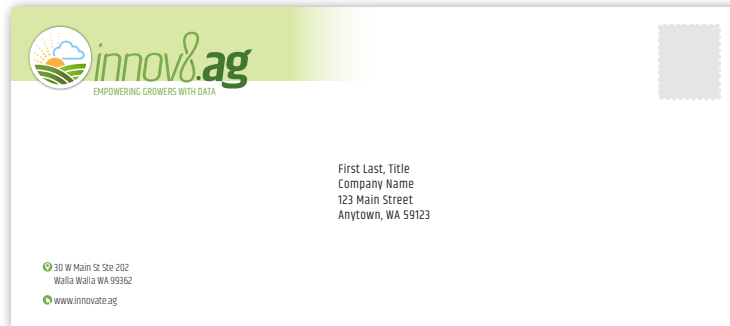 innov8.ag
EMPOWERING GROWERS WITH DATA
First Last, Title
Company Name
123 Main Street
Anytown, WA 59123
30 W Main St Ste 202
Walla Walla WA 99362
www.innovate.ag